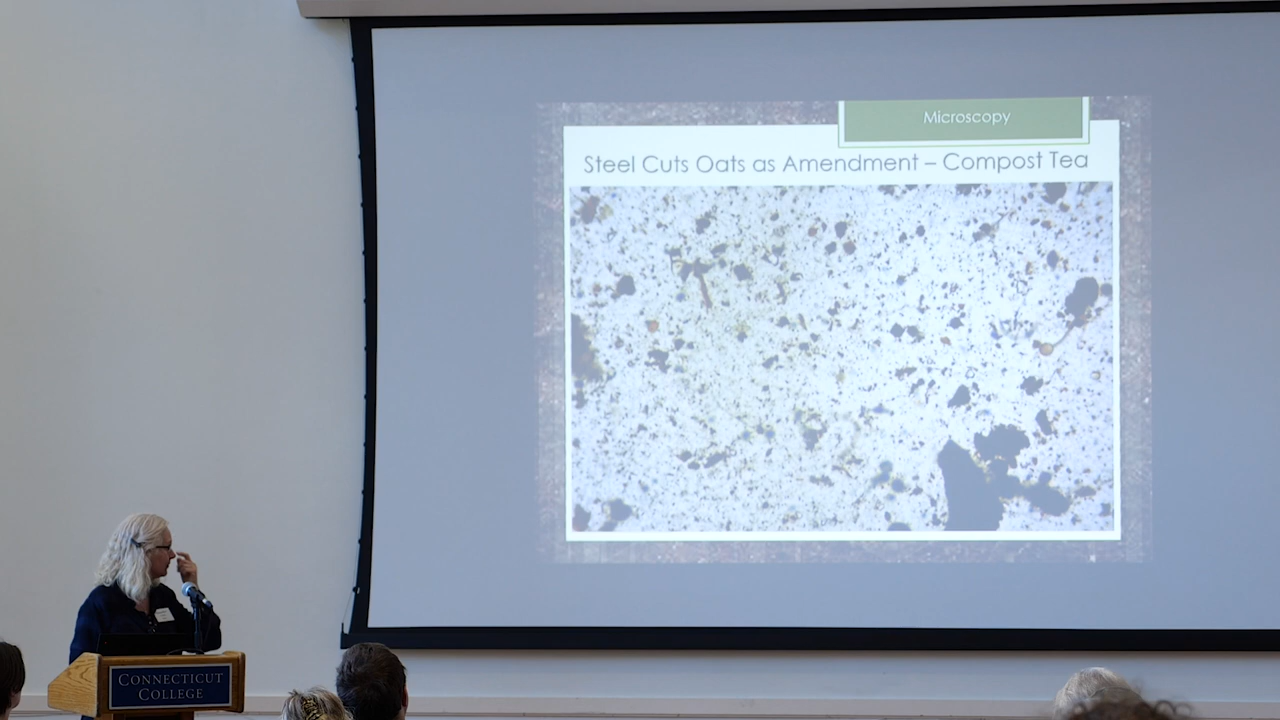 Microscopy
Steel Cuts Oats as Amendment – Compost Tea
CONNECTICUT
COLLEGE